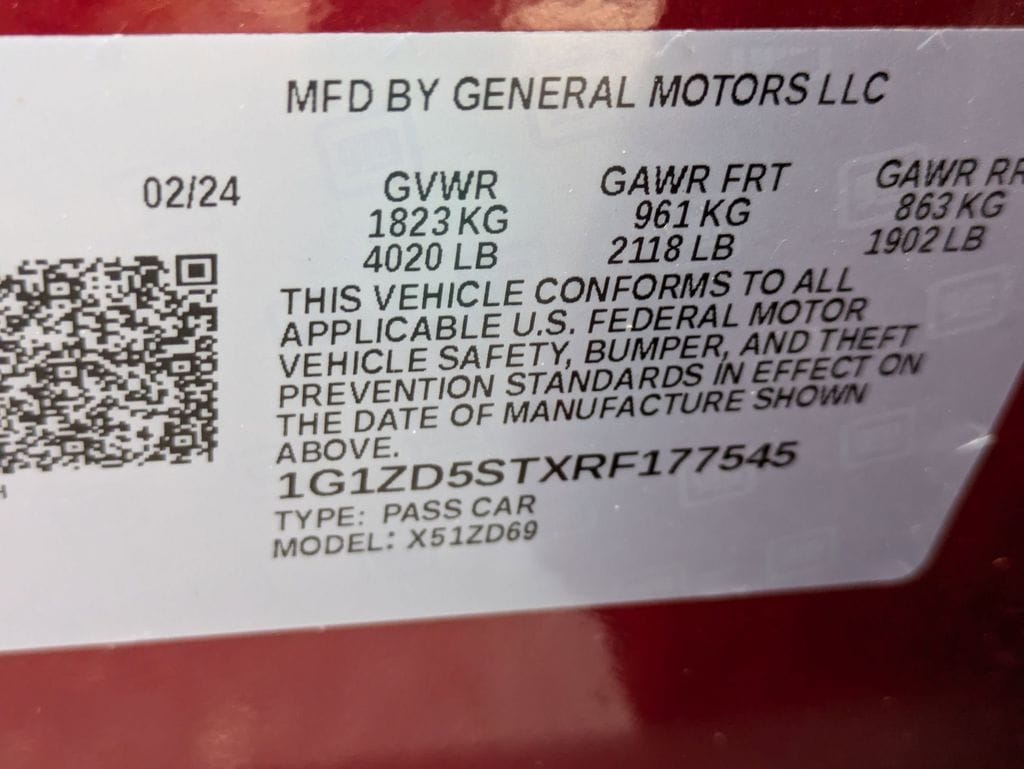 MFD BY GENERAL MOTORS LLC
02/24 GVWR GAWR FRT GAWR RR
1823 KG 961 KG 863 KG
4020 LB 2118 LB 1902 LB
THIS VEHICLE CONFORMS TO ALL
APPLICABLE U.S. FEDERAL MOTOR
VEHICLE SAFETY, BUMPER, AND THEFT
PREVENTION STANDARDS IN EFFECT ON
THE DATE OF MANUFACTURE SHOWN
ABOVE.
1G1ZD5STXRF177545
TYPE: PASS CAR
MODEL: X51ZD69